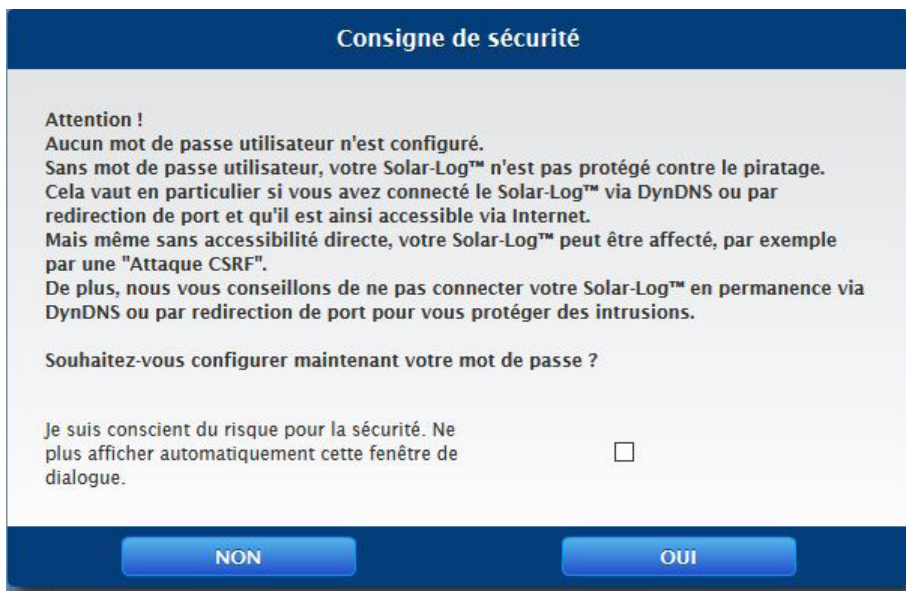 Consigne de sécurité
Attention !
Aucun mot de passe utilisateur n'est configuré.
Sans mot de passe utilisateur, votre Solar-Log™ n'est pas protégé contre le piratage.
Cela vaut en particulier si vous avez connecté le Solar-Log™ via DynDNS ou par
redirection de port et qu'il est ainsi accessible via Internet.
Mais même sans accessibilité directe, votre Solar-Log™ peut être affecté, par exemple
par une "Attaque CSRF".
De plus, nous vous conseillons de ne pas connecter votre Solar-Log™ en permanence via
DynDNS ou par redirection de port pour vous protéger des intrusions.
Souhaitez-vous configurer maintenant votre mot de passe ?
Je suis conscient du risque pour la sécurité. Ne
plus afficher automatiquement cette fenêtre de
dialogue.
NON OUI